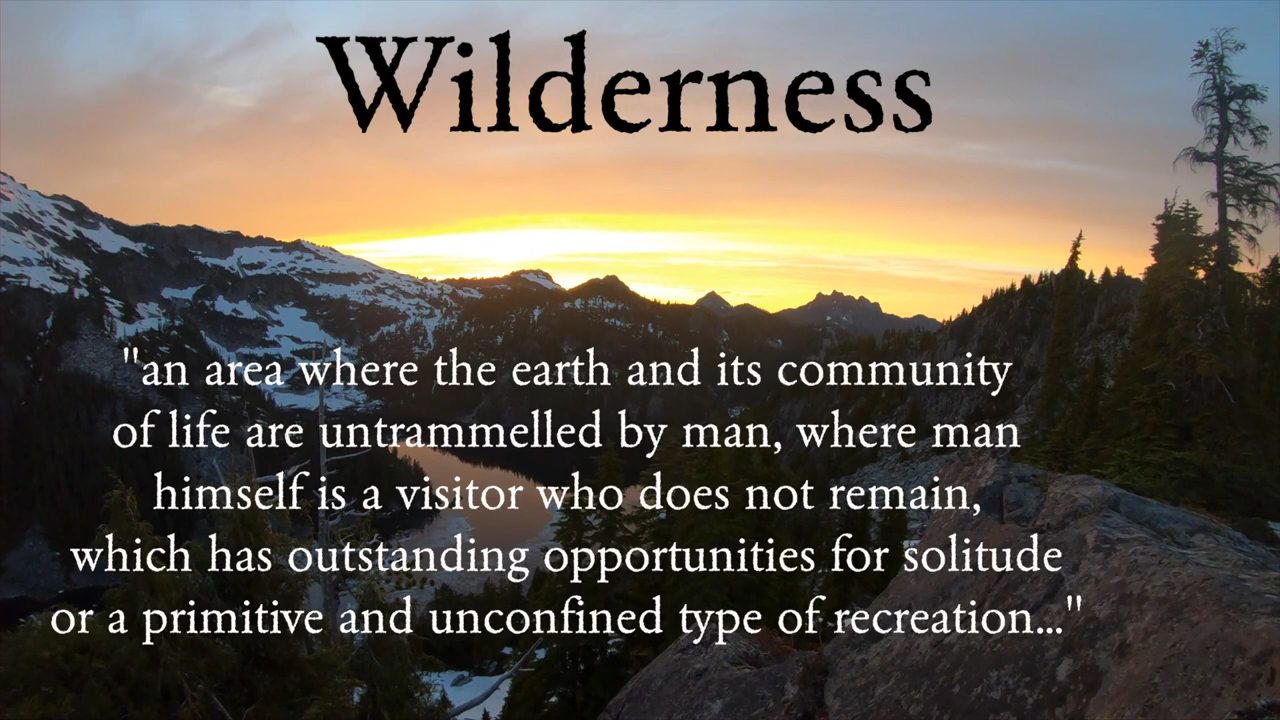 Wilderness
"an area where the earth and its community
of life are untrammelled by man, where man
himself is a visitor who does not remain,
which has outstanding opportunities for solitude
or a primitive and unconfined type of recreation..."